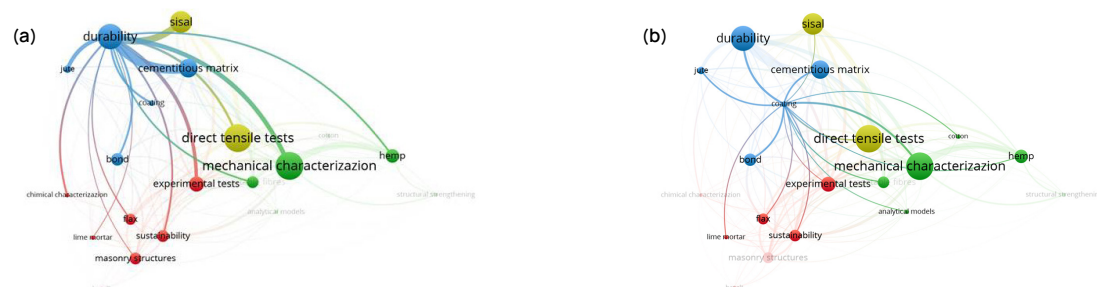 (a)
sisal
durability
jute
cementitious matrix
coating
direct tensile tests
cotton
bond
mechanical characterizazion
hemp
experimental tests
fibres
chimical characterizazion
structural strengthening
analytical models
flax
lime mortar
sustainability
masonry structures
(b)
sisal
durability
jute
cementitious matrix
coating
direct tensile tests
cotton
bond
mechanical characterizazion
hemp
experimental tests
fibres
chimical characterizazion
structural strengthening
analytical models
flax
lime mortar
sustainability
masonry structures